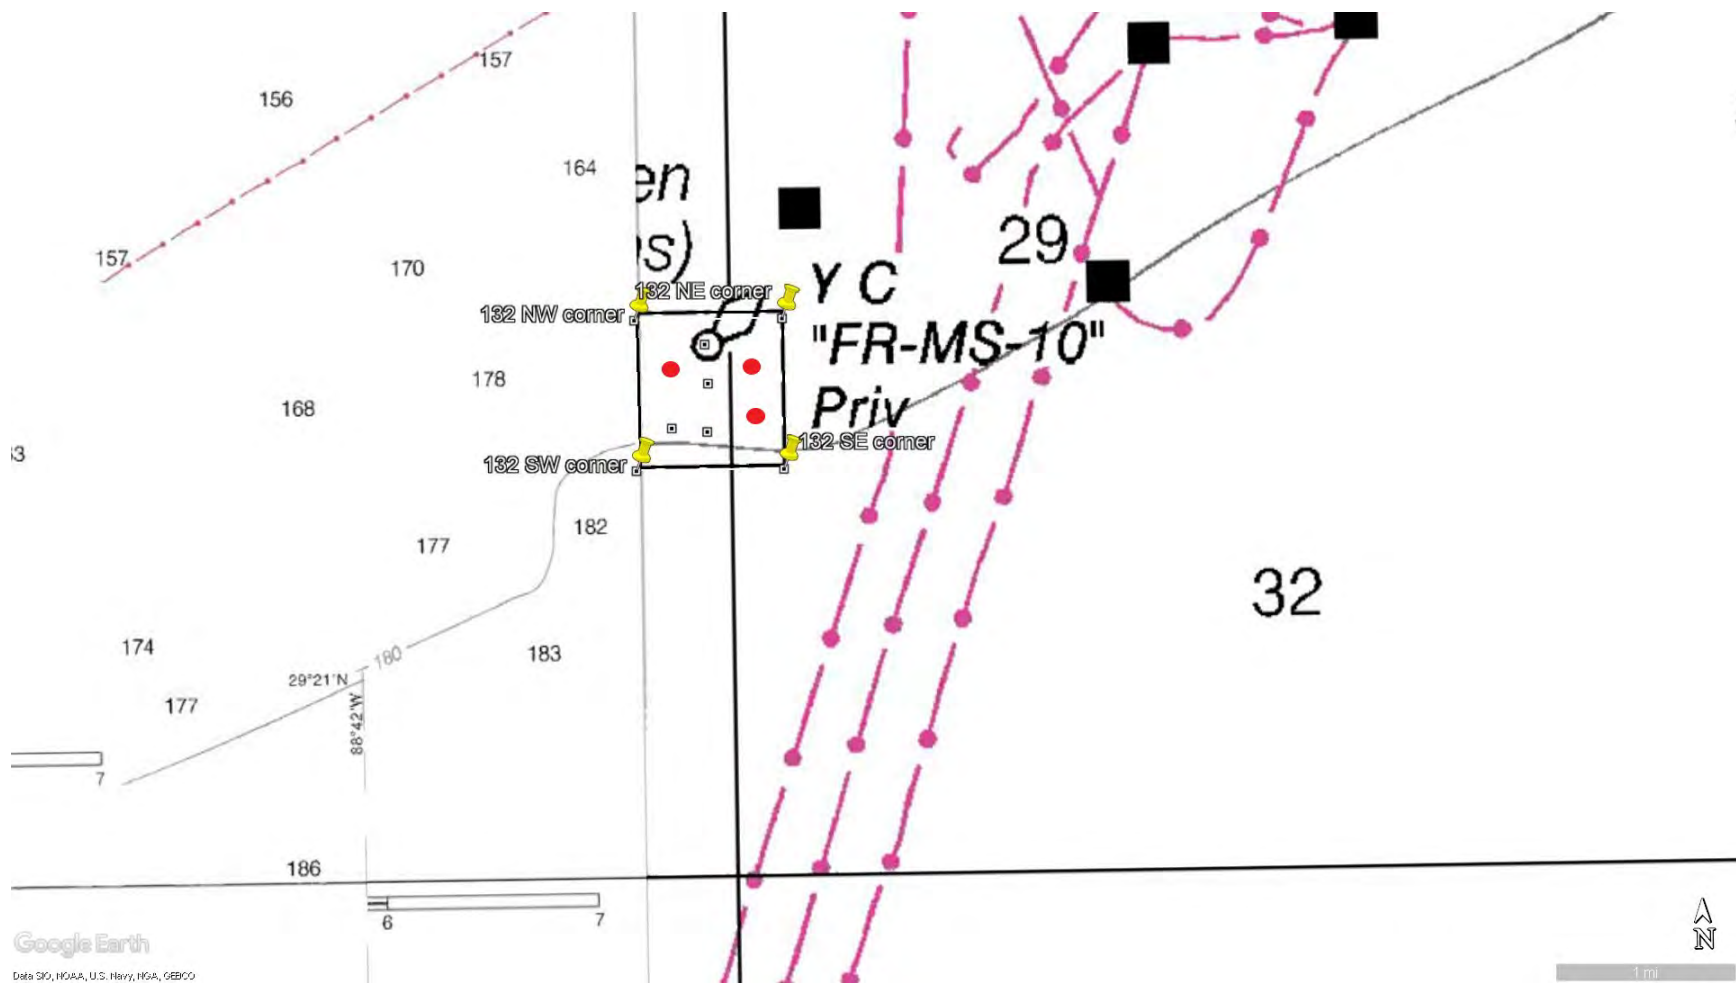 157
156
164
en
s)
29
157
170
Y C
132 NE corner
132 NW corner
"FR-MS-10"
178
168
Priv
132 SE corner
132 SW corner
182
177
32
174
180
183
29°21'N
177
88°42'W
7
186
6
7
N
Google Earth
Data SIO, NOAA, U.S. Navy, NGA, GEBCO
1 mi